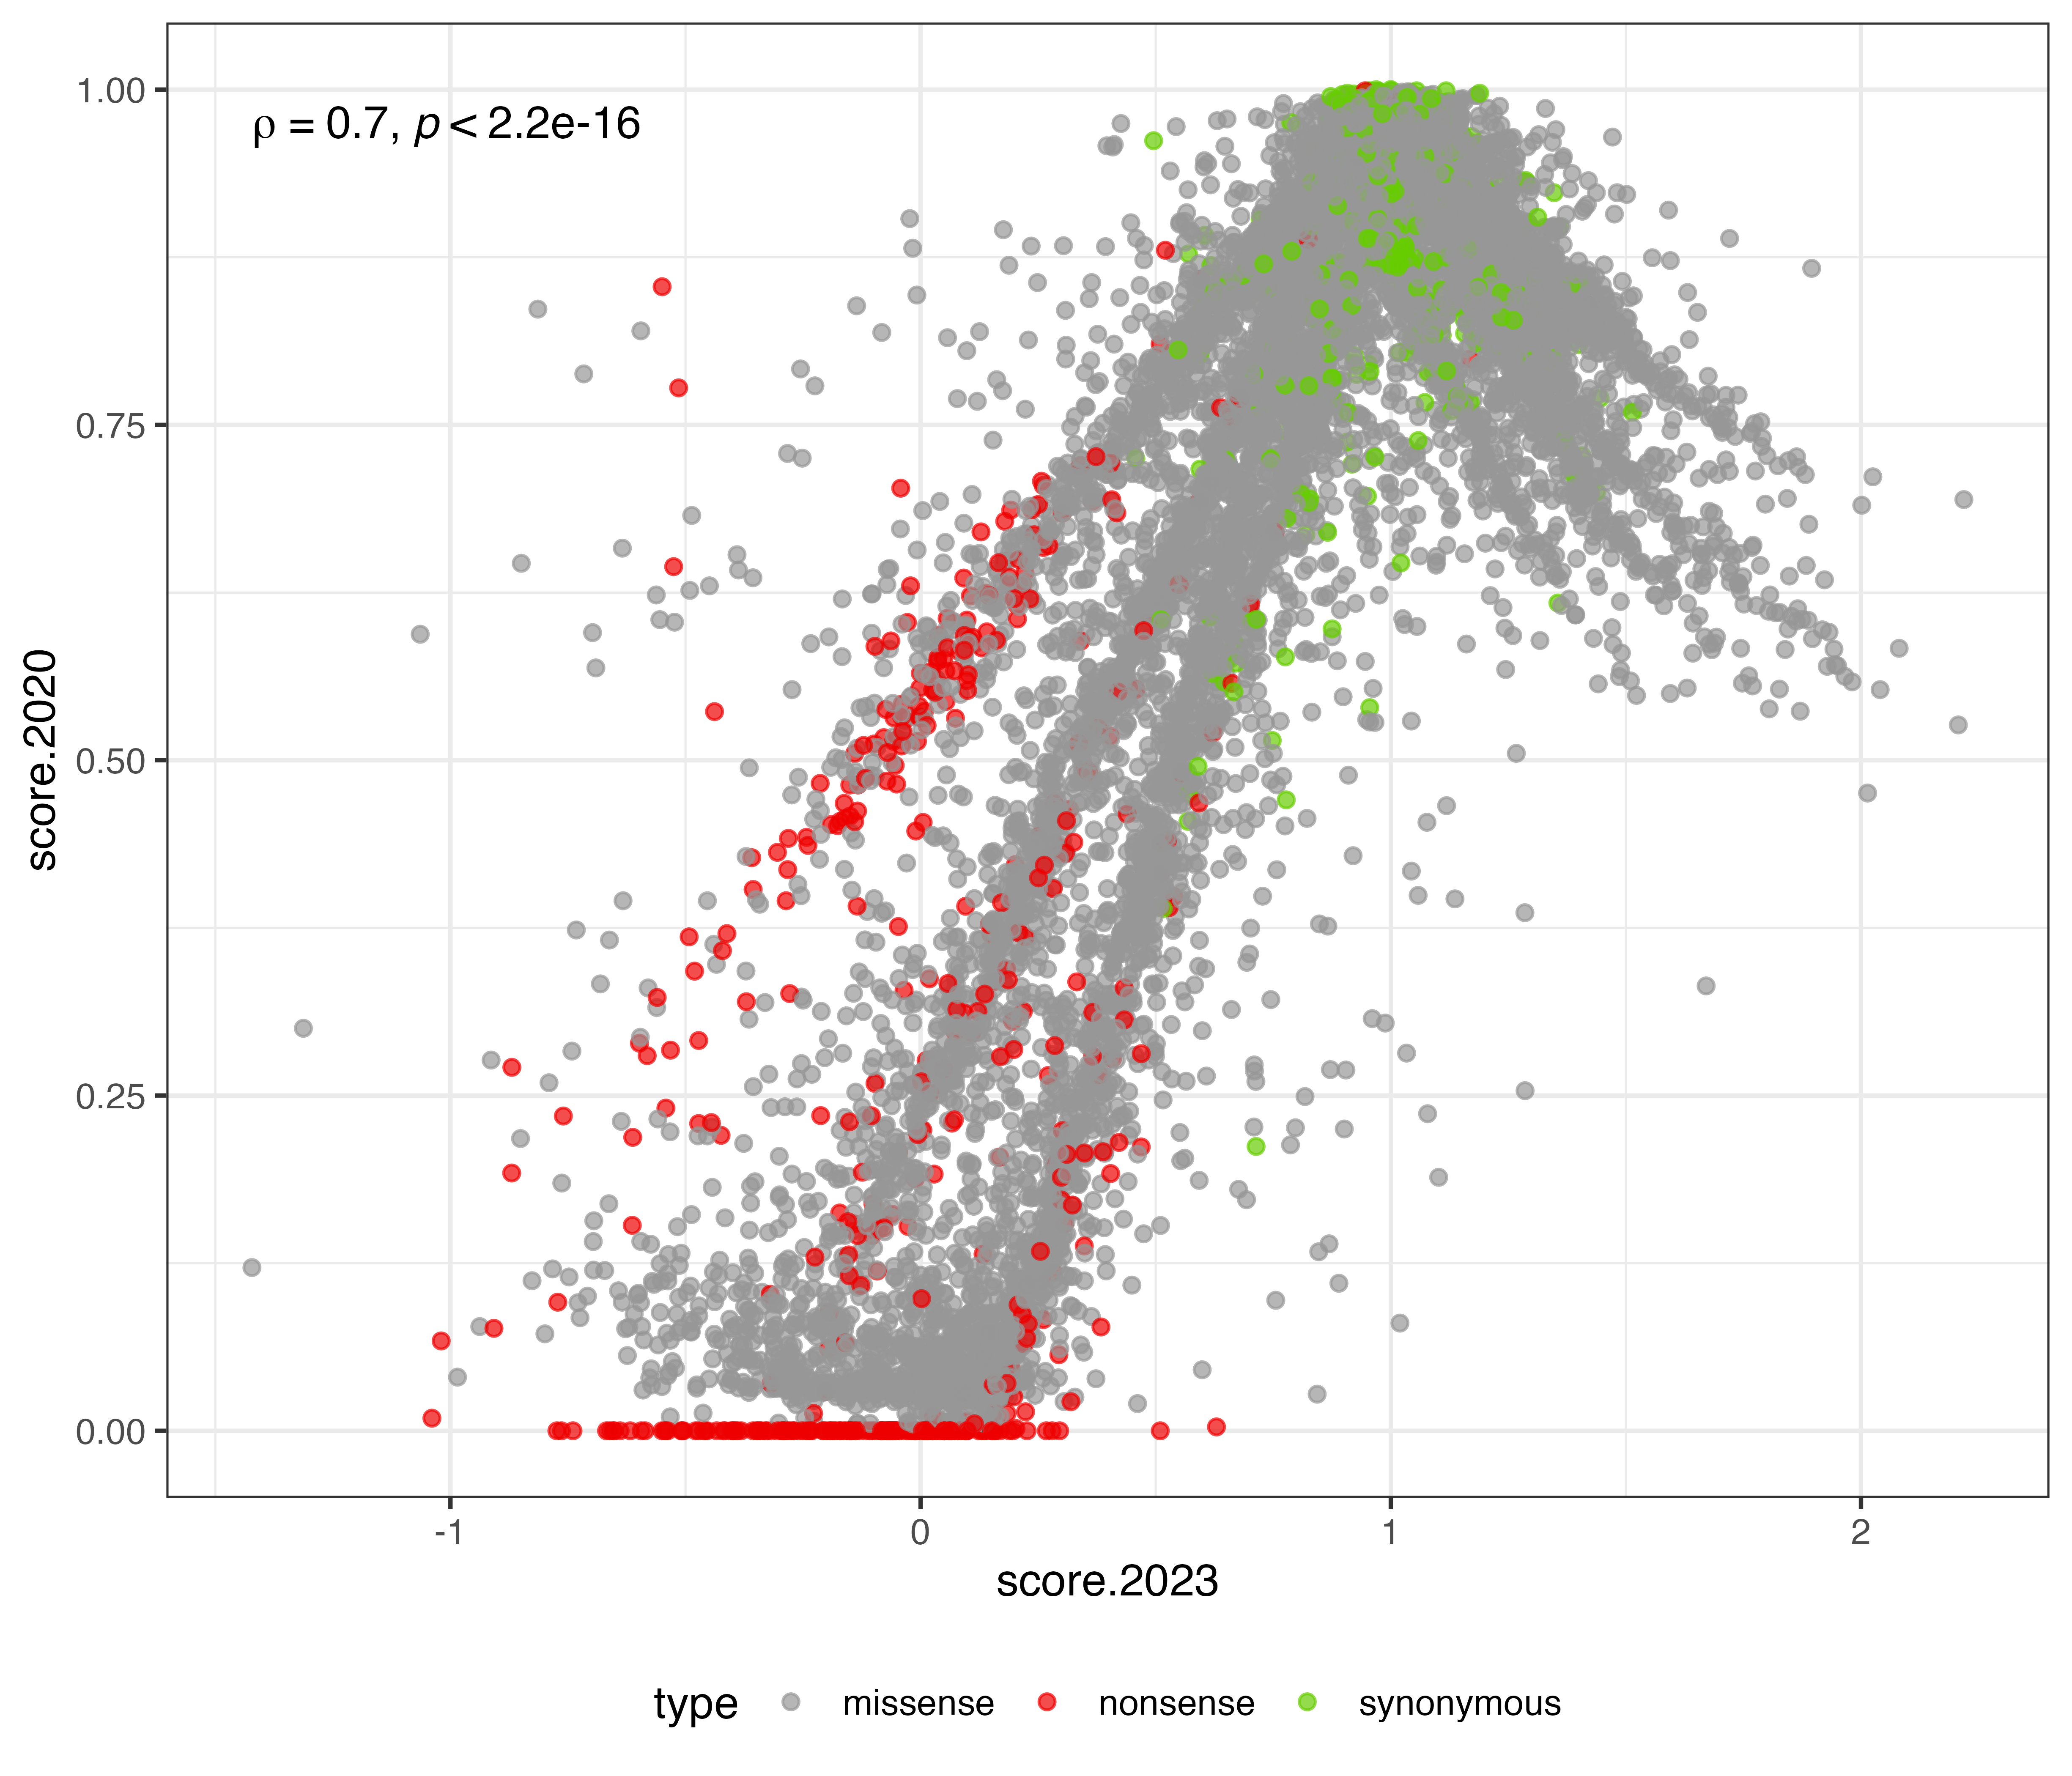 ρ = 0.7, p < 2.2e-16
1.00
0.75
0.50
0.25
0.00
score.2020
-1 0 1 2
score.2023
type missense nonsense synonymous